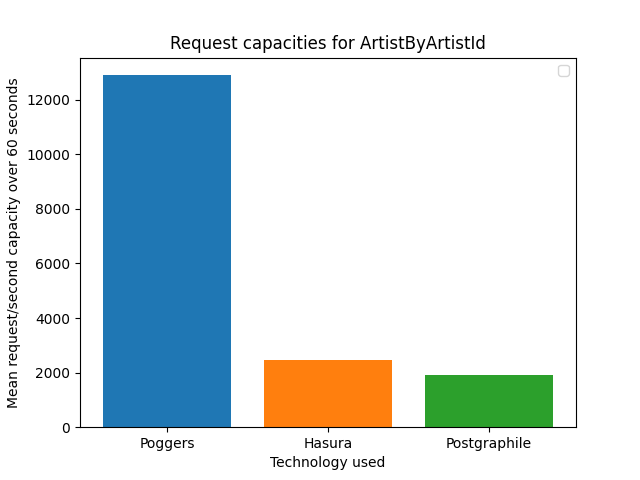 Request capacities for ArtistByArtistId
Mean request/second capacity over 60 seconds
12000
10000
8000
6000
4000
2000
0
Poggers Hasura Postgraphile
Technology used